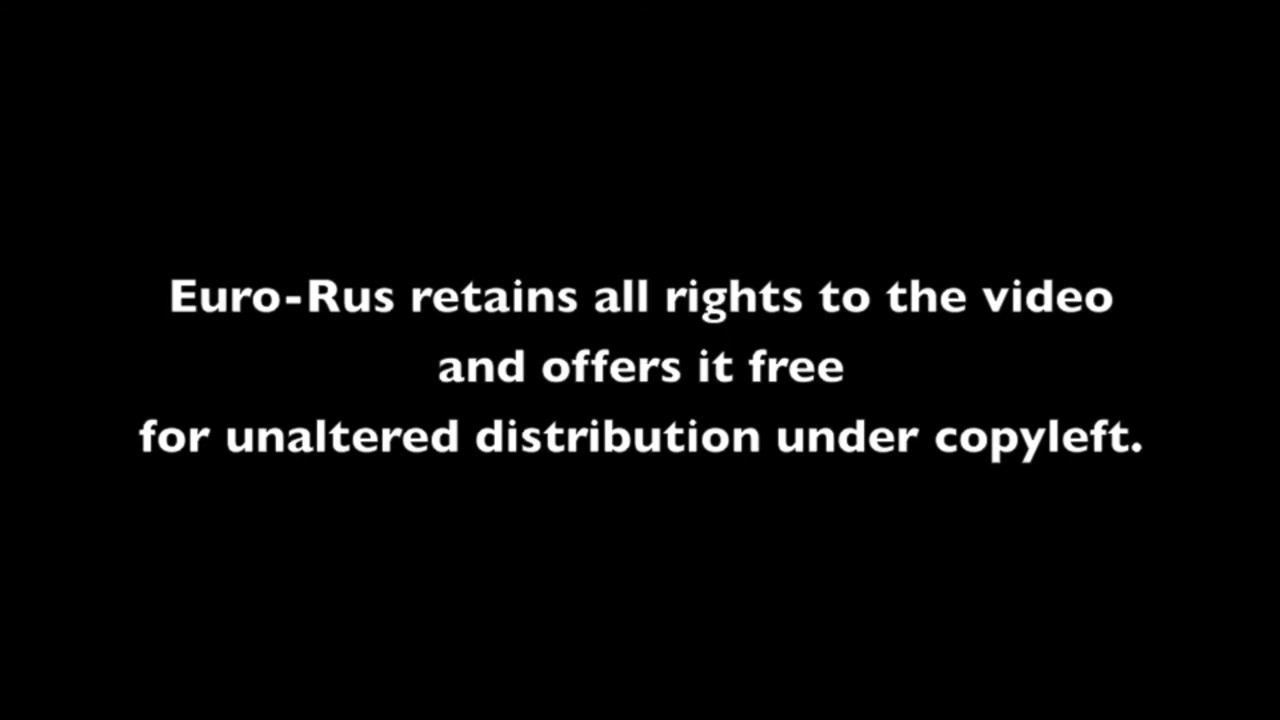 Euro-Rus retains all rights to the video
and offers it free
for unaltered distribution under copyleft.